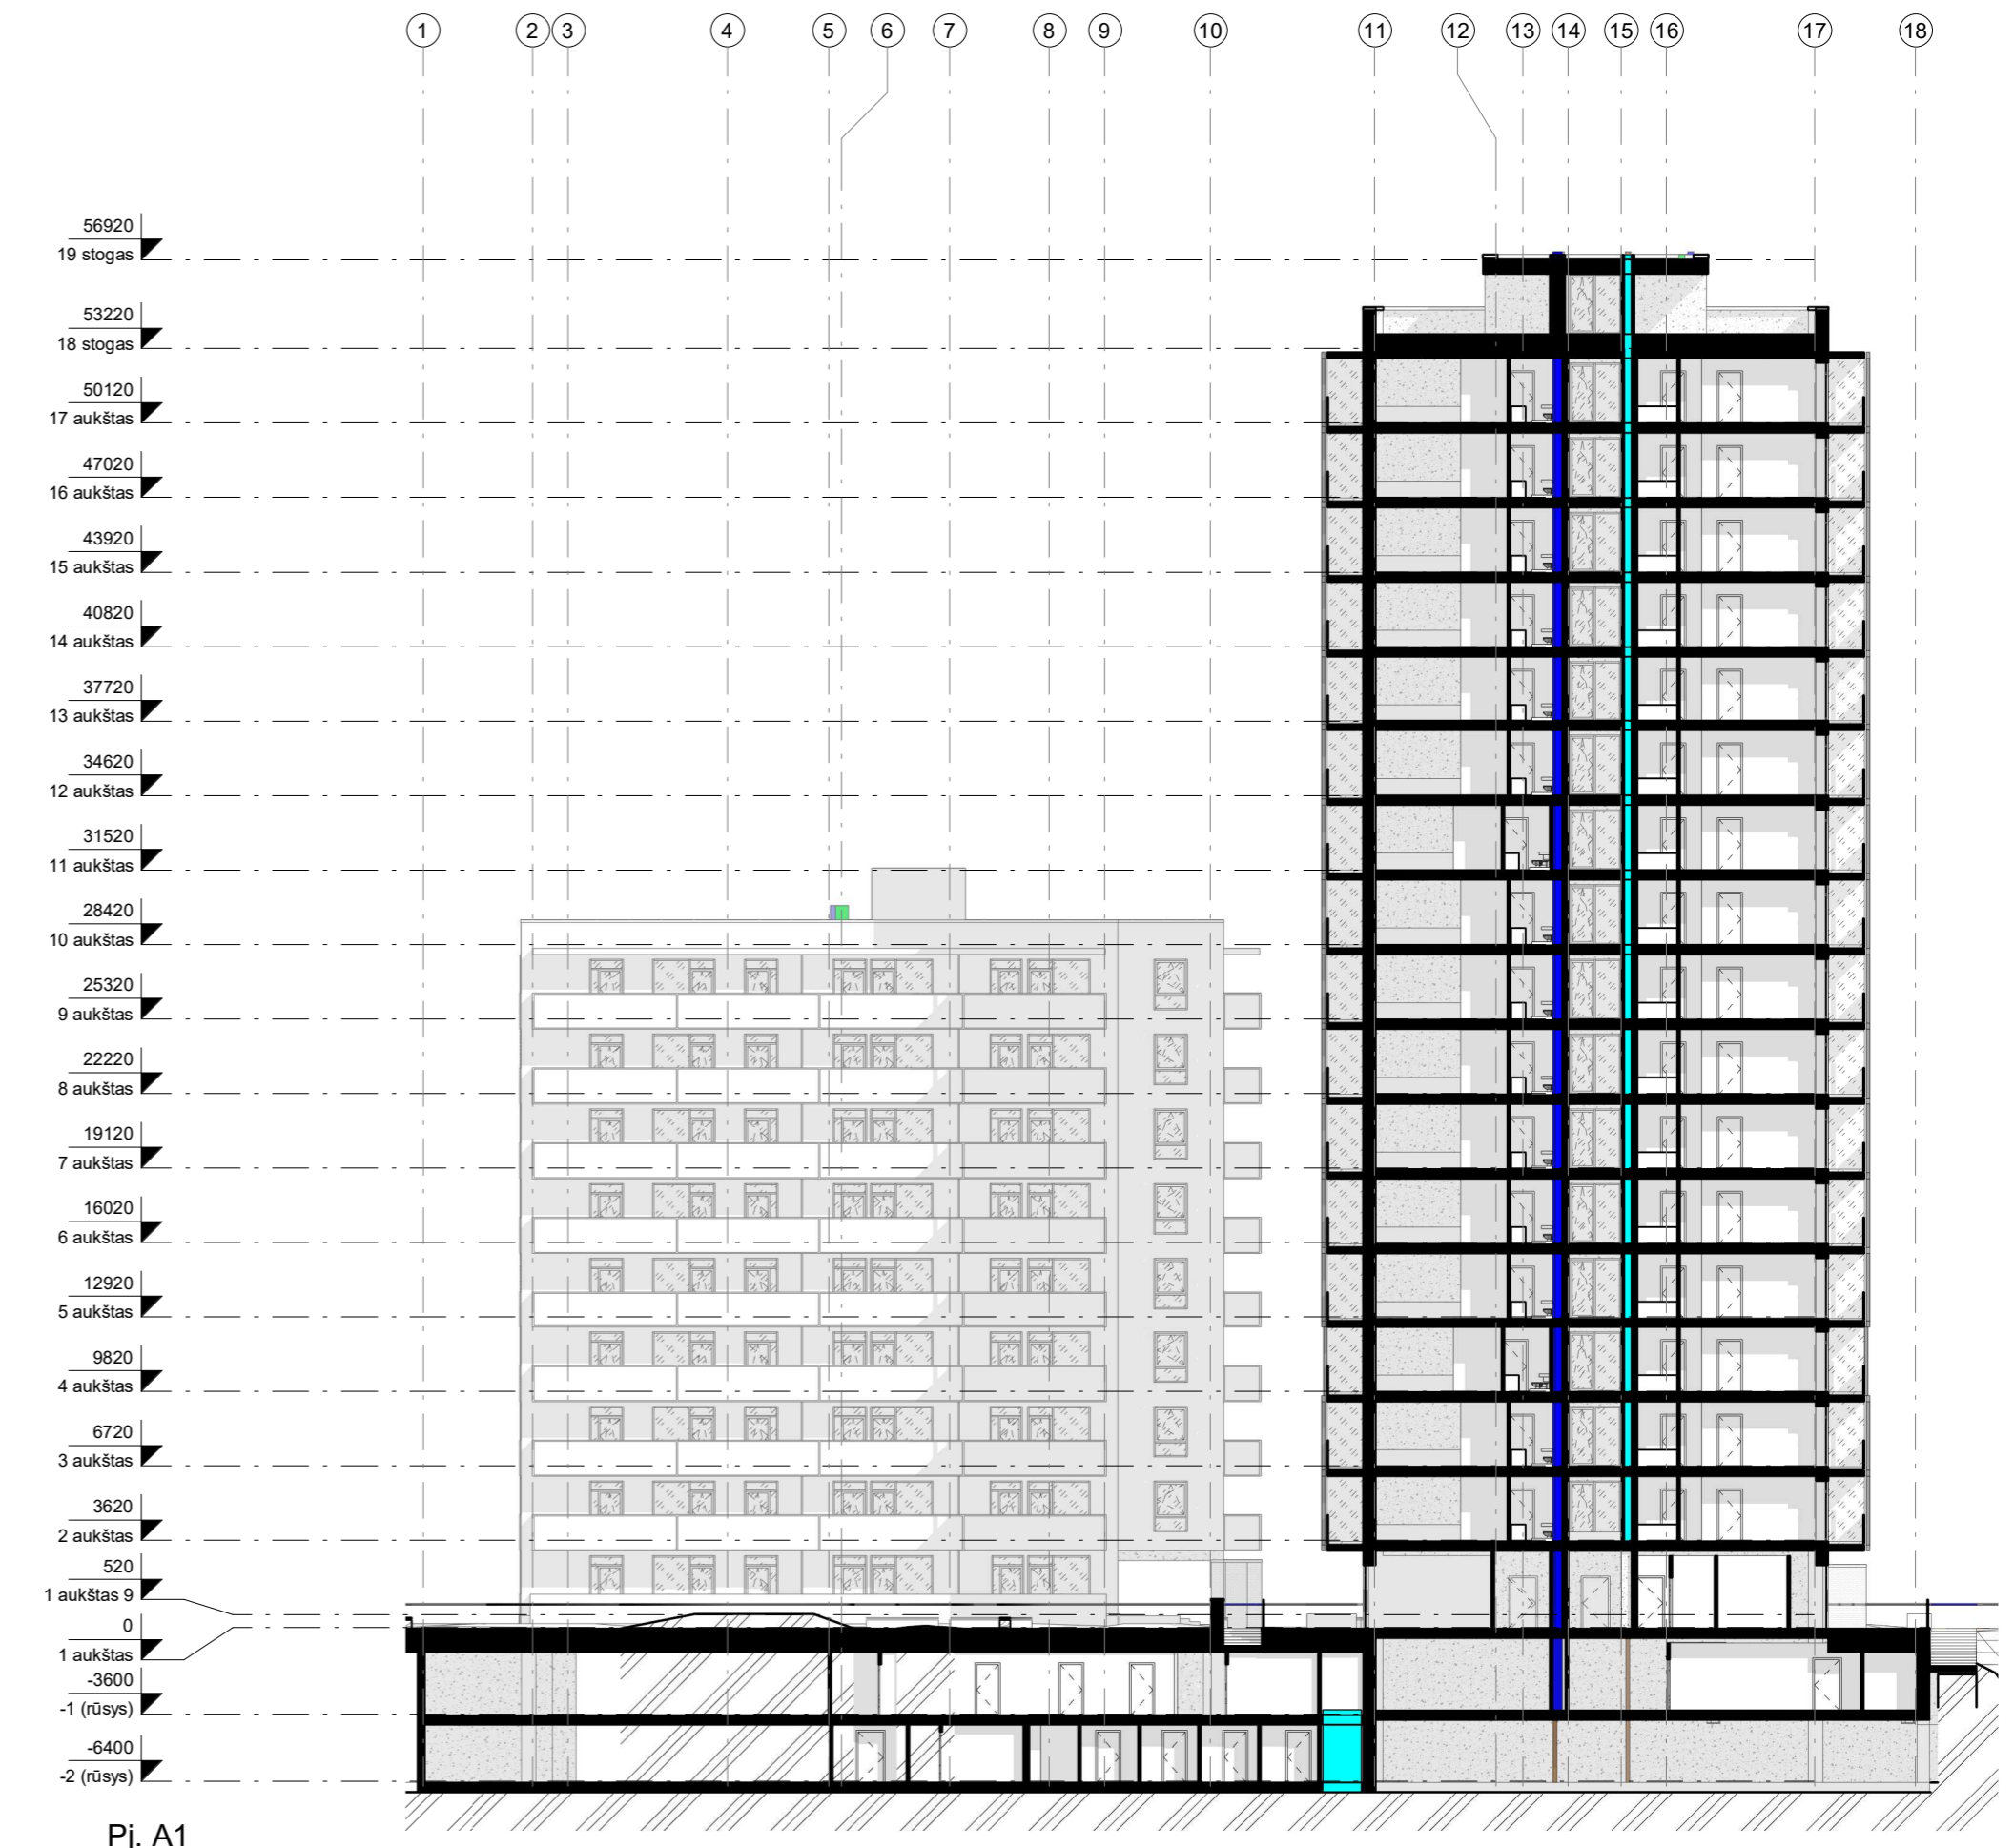 1 2 3 4 5 6 7 8 9 10 11 12 13 14 15 16 17 18
56920
19 stogas
53220
18 stogas
50120
17 aukštas
47020
16 aukštas
43920
15 aukštas
40820
14 aukštas
37720
13 aukštas
34620
12 aukštas
31520
11 aukštas
28420
10 aukštas
25320
9 aukštas
22220
8 aukštas
19120
7 aukštas
16020
6 aukštas
12920
5 aukštas
9820
4 aukštas
6720
3 aukštas
3620
2 aukštas
520
1 aukštas 9
0
1 aukštas
-3600
-1 (rūsys)
-6400
-2 (rūsys)
Pj. A1